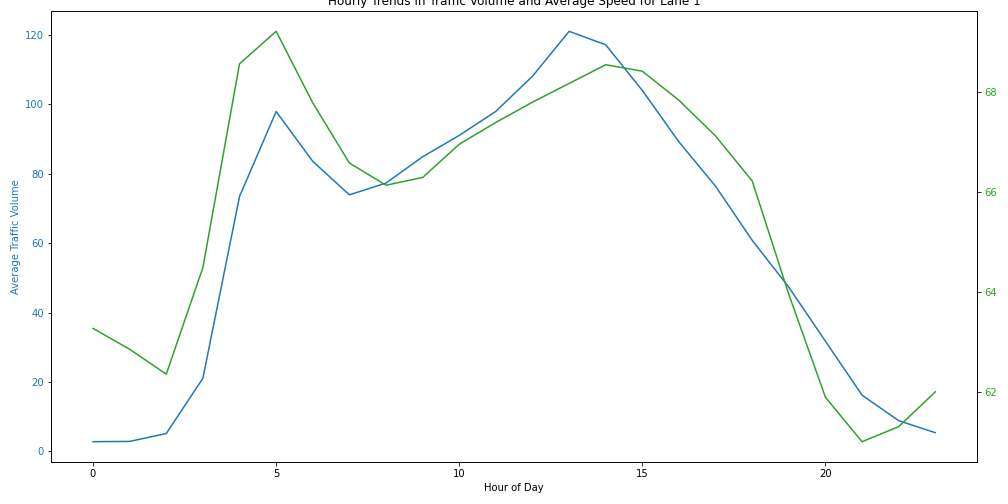 Hourly Trends in Traffic Volume and Average Speed for Lane 1
120
100
80
60
40
20
0
Average Traffic Volume
68
66
64
62
0 5 10 15 20
Hour of Day